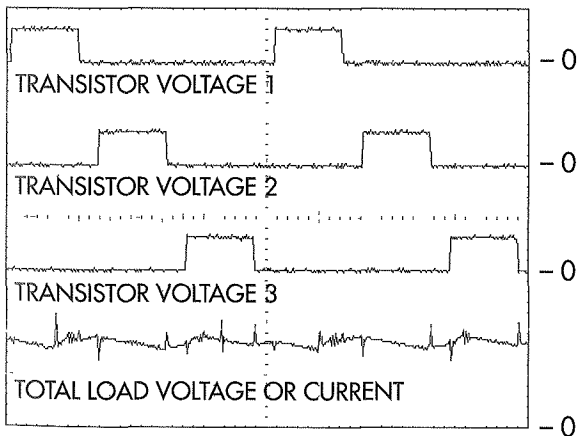 – 0
TRANSISTOR VOLTAGE 1
– 0
TRANSISTOR VOLTAGE 2
– 0
TRANSISTOR VOLTAGE 3
TOTAL LOAD VOLTAGE OR CURRENT
– 0